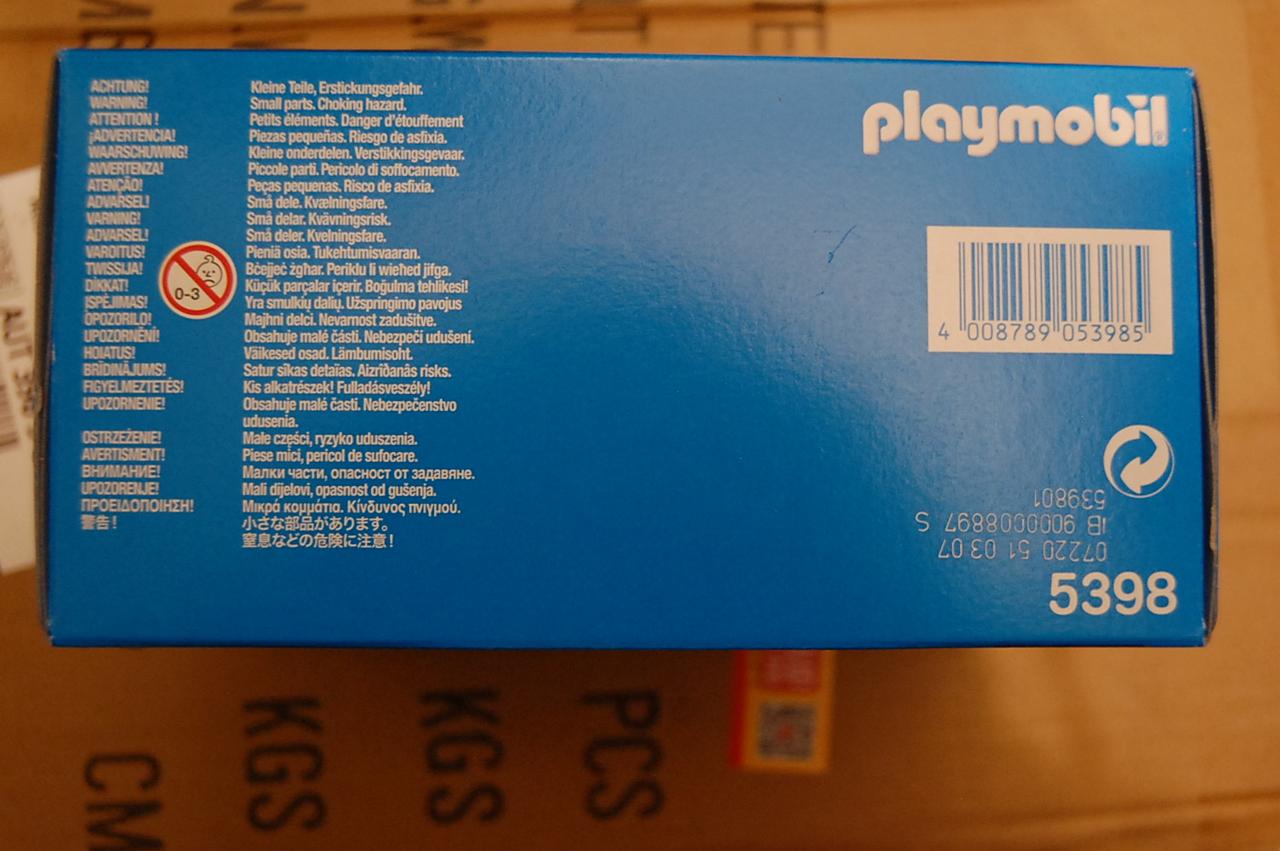 ACHTUNG! Kleine Teile, Erstickungsgefahr.
WARNING! Small parts. Choking hazard.
ATTENTION ! Petits éléments. Danger d'étouffement
¡ADVERTENCIA! Piezas pequeñas. Riesgo de asfixia.
WAARSCHUWING! Kleine onderdelen. Verstikkingsgevaar.
AVVERTENZA! Piccole parti. Pericolo di soffocamento.
ATENÇÃO! Peças pequenas. Risco de asfixia.
ADVARSEL! Små dele. Kvælningsfare.
VARNING! Små delar. Kvävningsrisk.
ADVARSEL! Små deler. Kvelningsfare.
VAROITUS! Pieniä osia. Tukehtumisvaaran.
TWISSIJA! Bċejjeċ żgħar. Periklu li wieħed jifga.
DİKKAT! Küçük parçalar içerir. Boğulma tehlikesi!
ĮSPĖJIMAS! Yra smulkių dalių. Užspringimo pavojus
OPOZORILO! Majhni delci. Nevarnost zadušitve.
UPOZORNĚNÍ! Obsahuje malé části. Nebezpečí udušení.
HOIATUS! Väikesed osad. Lämbumisoht.
BRĪDINĀJUMS! Satur sīkas detaļas. Aizrīšanās risks.
FIGYELMEZTETÉS! Kis alkatrészek! Fulladásveszély!
UPOZORNENIE! Obsahuje malé časti. Nebezpečenstvo
udusenia.
OSTRZEŻENIE! Małe części, ryzyko uduszenia.
AVERTISMENT! Piese mici, pericol de sufocare.
ВНИМАНИЕ! Малки части, опасност от задавяне.
UPOZORENJE! Mali dijelovi, opasnost od gušenja.
ΠΡΟΕΙΔΟΠΟΙΗΣΗ! Μικρά κομμάτια. Κίνδυνος πνιγμού.
警告！ 小さな部品があります。
窒息などの危険に注意！
0-3
playmobil®
4 008789 053985
539801
IB 9000008897 S
07220 51 03 07
5398
AUT
CM
KGS
KGS
PCS